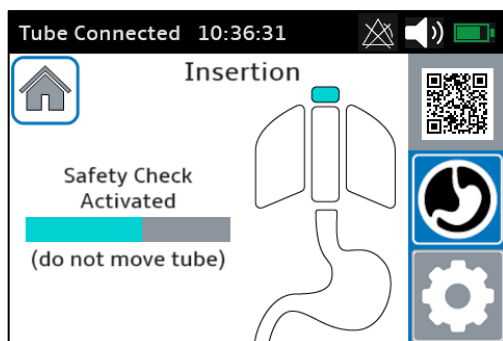 Tube Connected 10:36:31
Insertion
Safety Check
Activated
(do not move tube)